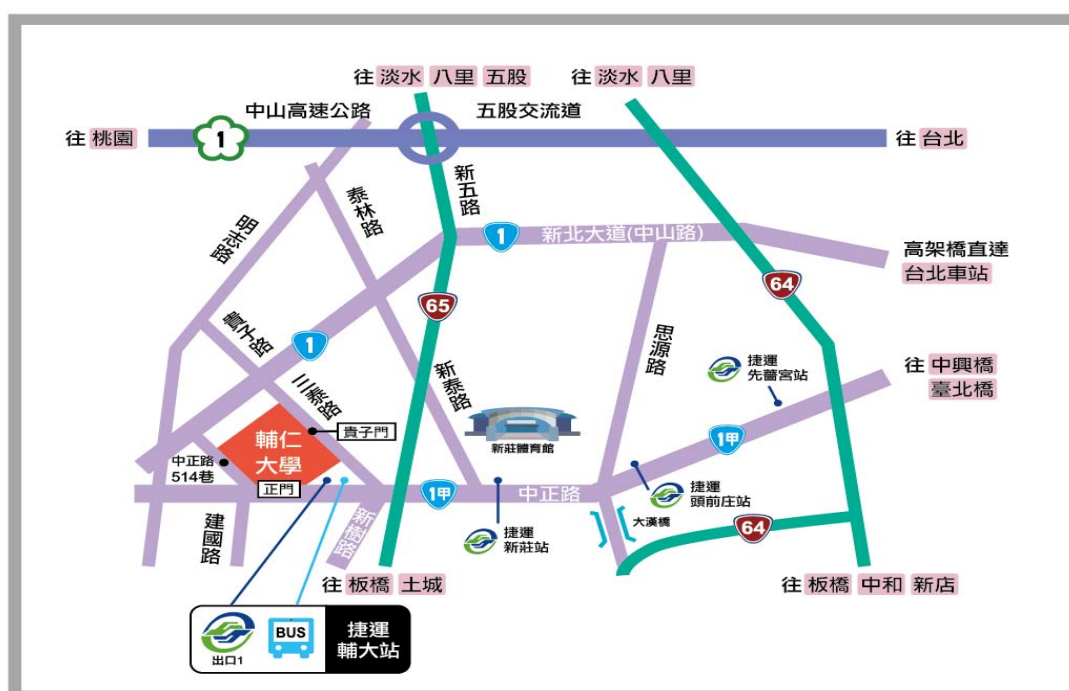 往 淡水 八里 五股
往 淡水 八里
中山高速公路
五股交流道
往 桃園
1
往 台北
新五路
泰林路
明志路
1
新北大道(中山路)
高架橋直達
台北車站
64
65
貴子路
1
思源路
三泰路
新泰路
捷運
先嗇宮站
往 中興橋
臺北橋
新莊體育館
1甲
貴子門
輔仁
大學
中正路
514巷
正門
1甲
中正路
捷運
頭前庄站
大漢橋
64
建國路
新樹路
捷運
新莊站
往 板橋 土城
往 板橋 中和 新店
BUS
出口1
捷運
輔大站